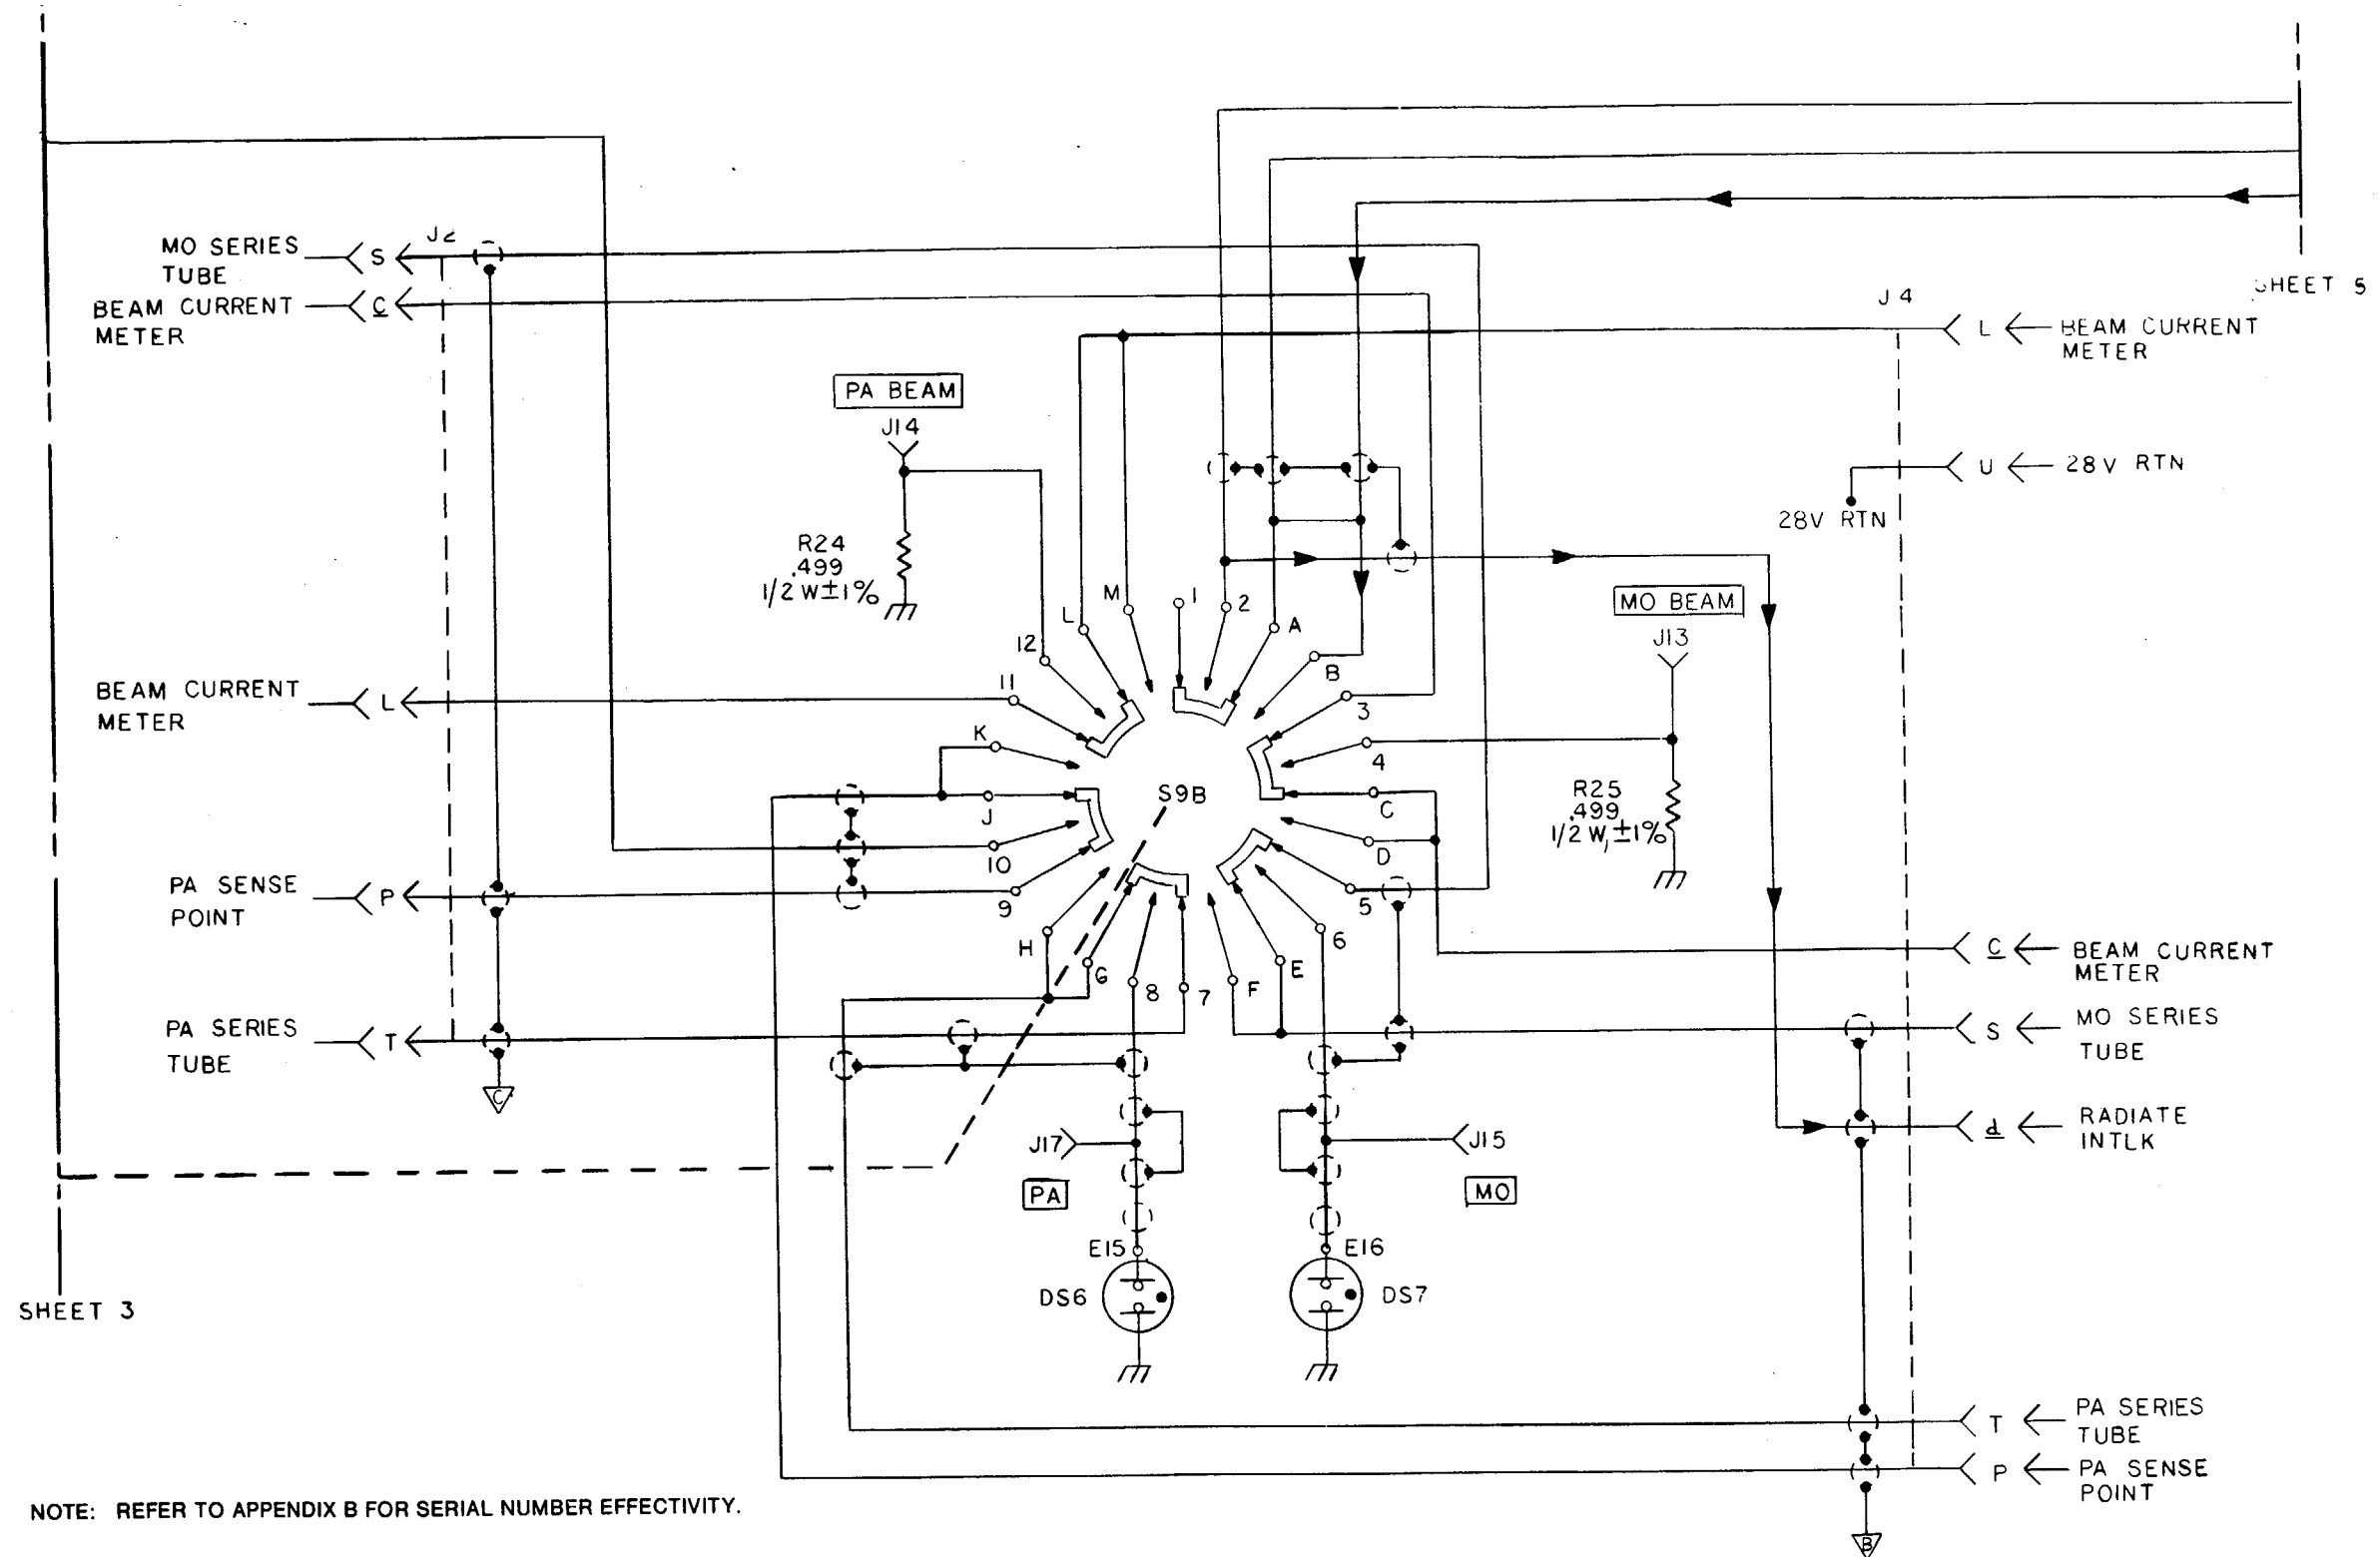 MO SERIES
TUBE
S
J2
BEAM CURRENT
METER
C
SHEET 5
J4
L
BEAM CURRENT
METER
PA BEAM
J14
U
28V RTN
28V RTN
R24
.499
1/2 W±1%
MO BEAM
J13
M
1
2
L
A
12
B
11
3
BEAM CURRENT
METER
L
K
4
S9B
R25
.499
1/2 W,±1%
J
C
10
D
PA SENSE
POINT
P
9
5
H
6
G
E
8
7
F
C
BEAM CURRENT
METER
PA SERIES
TUBE
T
S
MO SERIES
TUBE
C
J17
J15
d
RADIATE
INTLK
PA
MO
E15
E16
DS6
DS7
SHEET 3
T
PA SERIES
TUBE
P
PA SENSE
POINT
B
NOTE: REFER TO APPENDIX B FOR SERIAL NUMBER EFFECTIVITY.